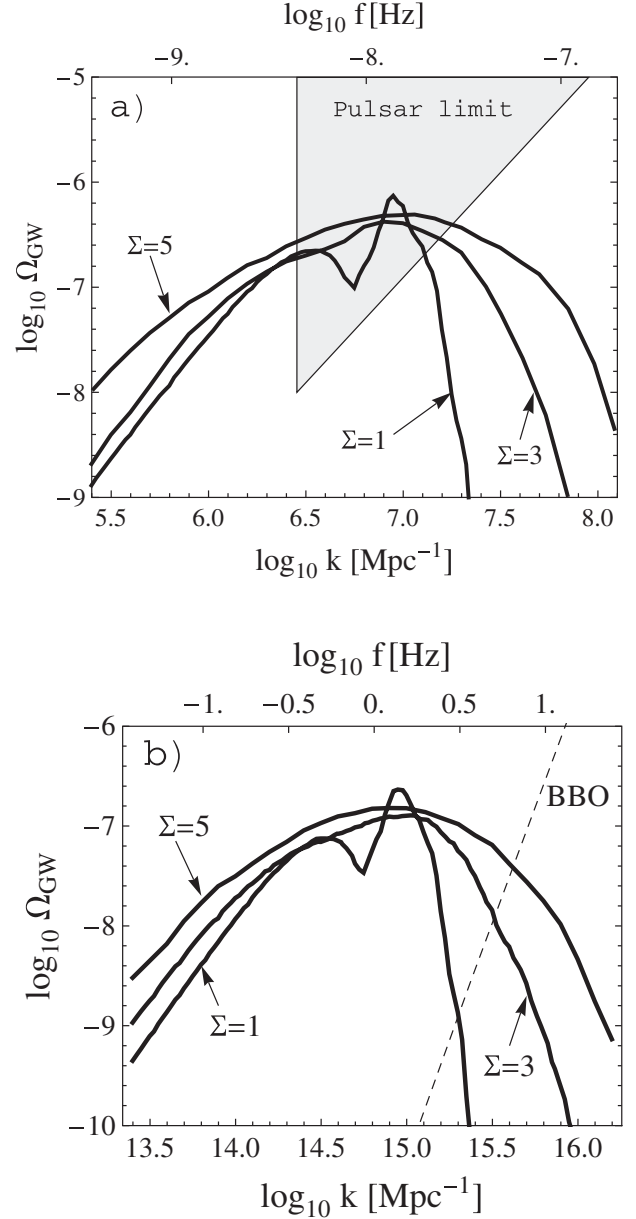 log₁₀ f [Hz]
−9. −8. −7.
−5
a)
Pulsar limit
−6
Σ=5
log₁₀ Ω_GW
−7
−8
Σ=1
Σ=3
−9
5.5 6.0 6.5 7.0 7.5 8.0
log₁₀ k [Mpc⁻¹]
log₁₀ f [Hz]
−1. −0.5 0. 0.5 1.
−6
b)
BBO
−7
Σ=5
−8
log₁₀ Ω_GW
−9
Σ=1
Σ=3
−10
13.5 14.0 14.5 15.0 15.5 16.0
log₁₀ k [Mpc⁻¹]